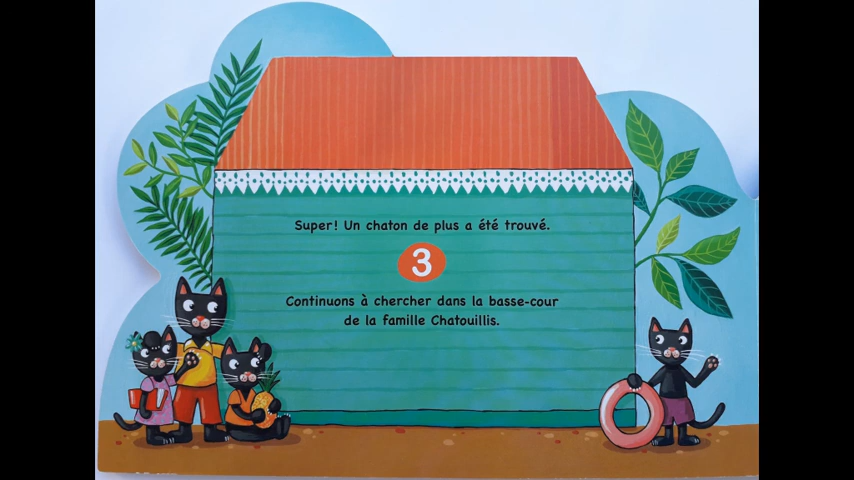 Super! Un chaton de plus a été trouvé.
3
Continuons à chercher dans la basse-cour
de la famille Chatouillis.